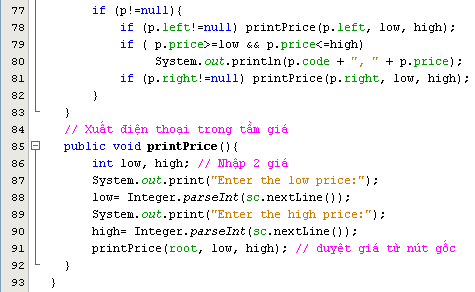 77 if (p!=null){
78 if (p.left!=null) printPrice(p.left, low, high);
79 if ( p.price>=low && p.price<=high)
80 System.out.println(p.code + ", " + p.price);
81 if (p.right!=null) printPrice(p.right, low, high);
82 }
83 }
84 // Xuất điện thoại trong tầm giá
85 public void printPrice(){
86 int low, high; // Nhập 2 giá
87 System.out.print("Enter the low price:");
88 low= Integer.parseInt(sc.nextLine());
89 System.out.print("Enter the high price:");
90 high= Integer.parseInt(sc.nextLine());
91 printPrice(root, low, high); // duyệt giá từ nút gốc
92 }
93 }